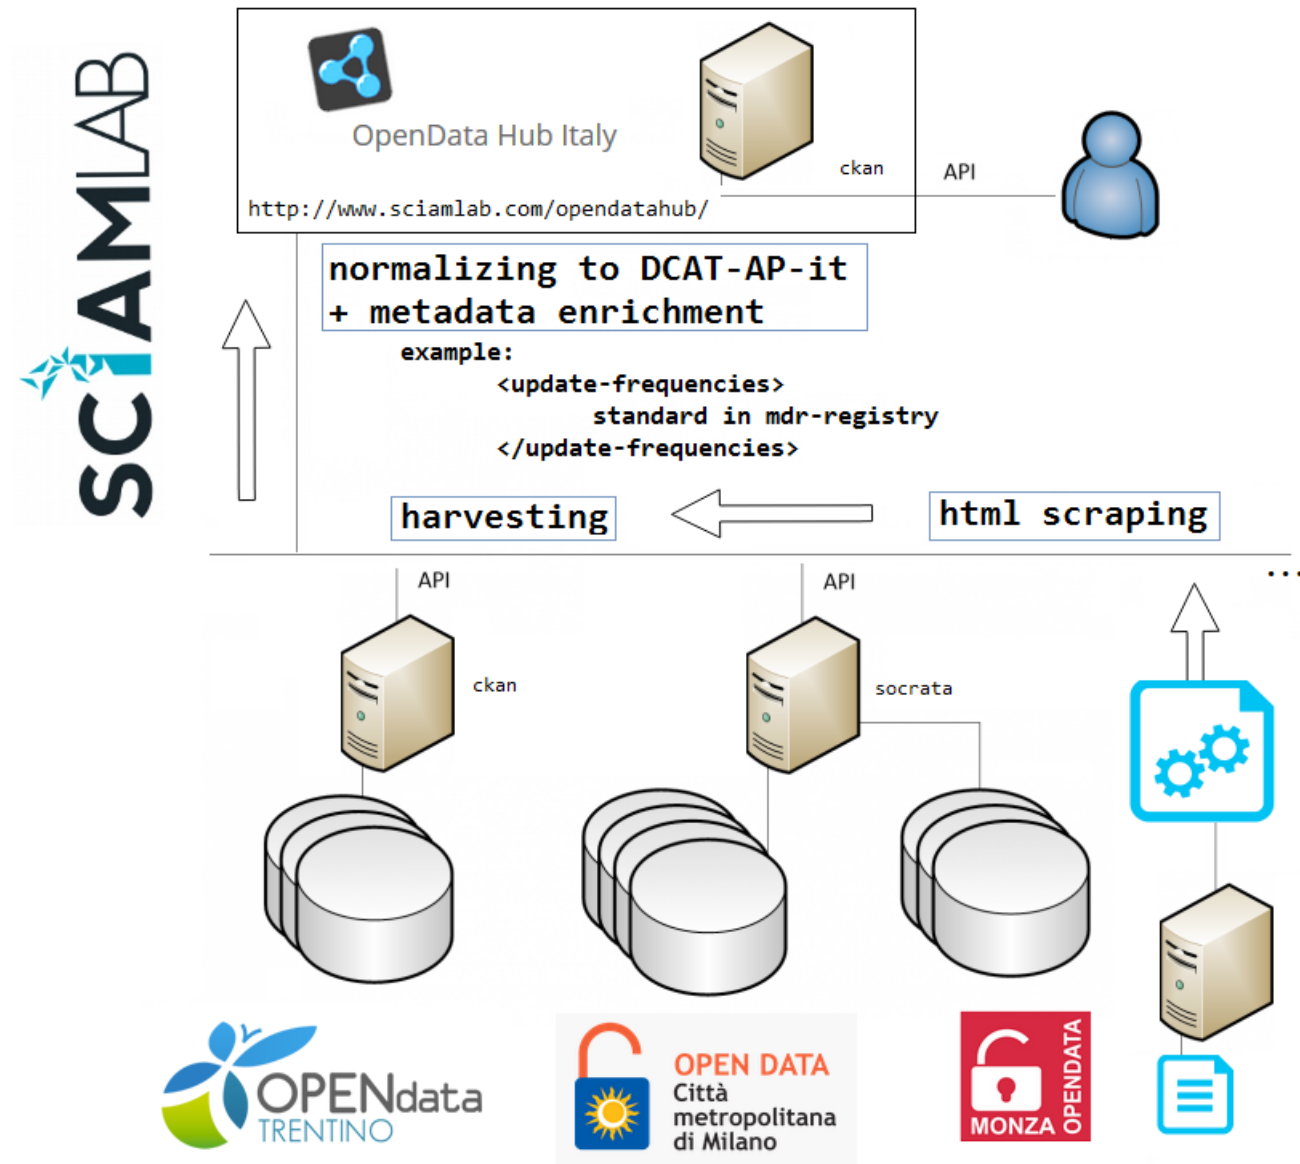 SCIAMLAB
OpenData Hub Italy
ckan
API
http://www.sciamlab.com/opendatahub/
normalizing to DCAT-AP-it
+ metadata enrichment
example:
<update-frequencies>
standard in mdr-registry
</update-frequencies>
harvesting
html scraping
API
API
...
ckan
socrata
OPENdata
TRENTINO
OPEN DATA
Città
metropolitana
di Milano
MONZA
OPENDATA